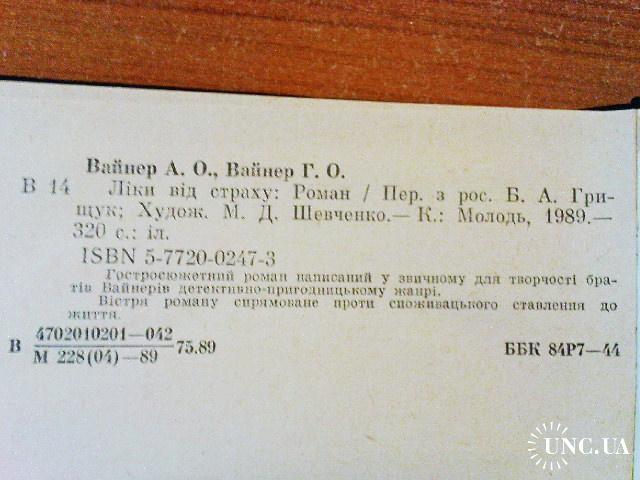 Вайнер А. О., Вайнер Г. О.
В 14 Ліки від страху: Роман / Пер. з рос. Б. А. Гри-
щук; Худож. М. Д. Шевченко.— К.: Молодь, 1989.—
320 с.: іл.
ISBN 5-7720-0247-3
Гостросюжетний роман написаний у звичному для творчості бра-
тів Вайнерів детективно-пригодницькому жанрі.
Вістря роману спрямоване проти споживацького ставлення до
життя.
В 4702010201—042 75.89
М 228(04)—89
ББК 84Р7—44
UNC.UA